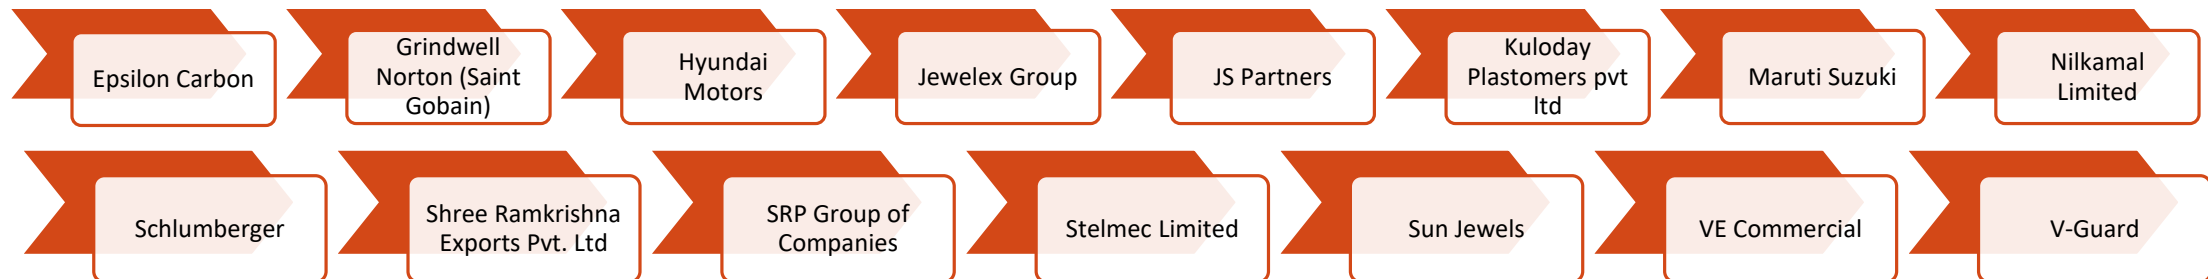 Epsilon Carbon
Grindwell
Norton (Saint
Gobain)
Hyundai
Motors
Jewelex Group
JS Partners
Kuloday
Plastomers pvt
ltd
Maruti Suzuki
Nilkamal
Limited
Schlumberger
Shree Ramkrishna
Exports Pvt. Ltd
SRP Group of
Companies
Stelmec Limited
Sun Jewels
VE Commercial
V-Guard